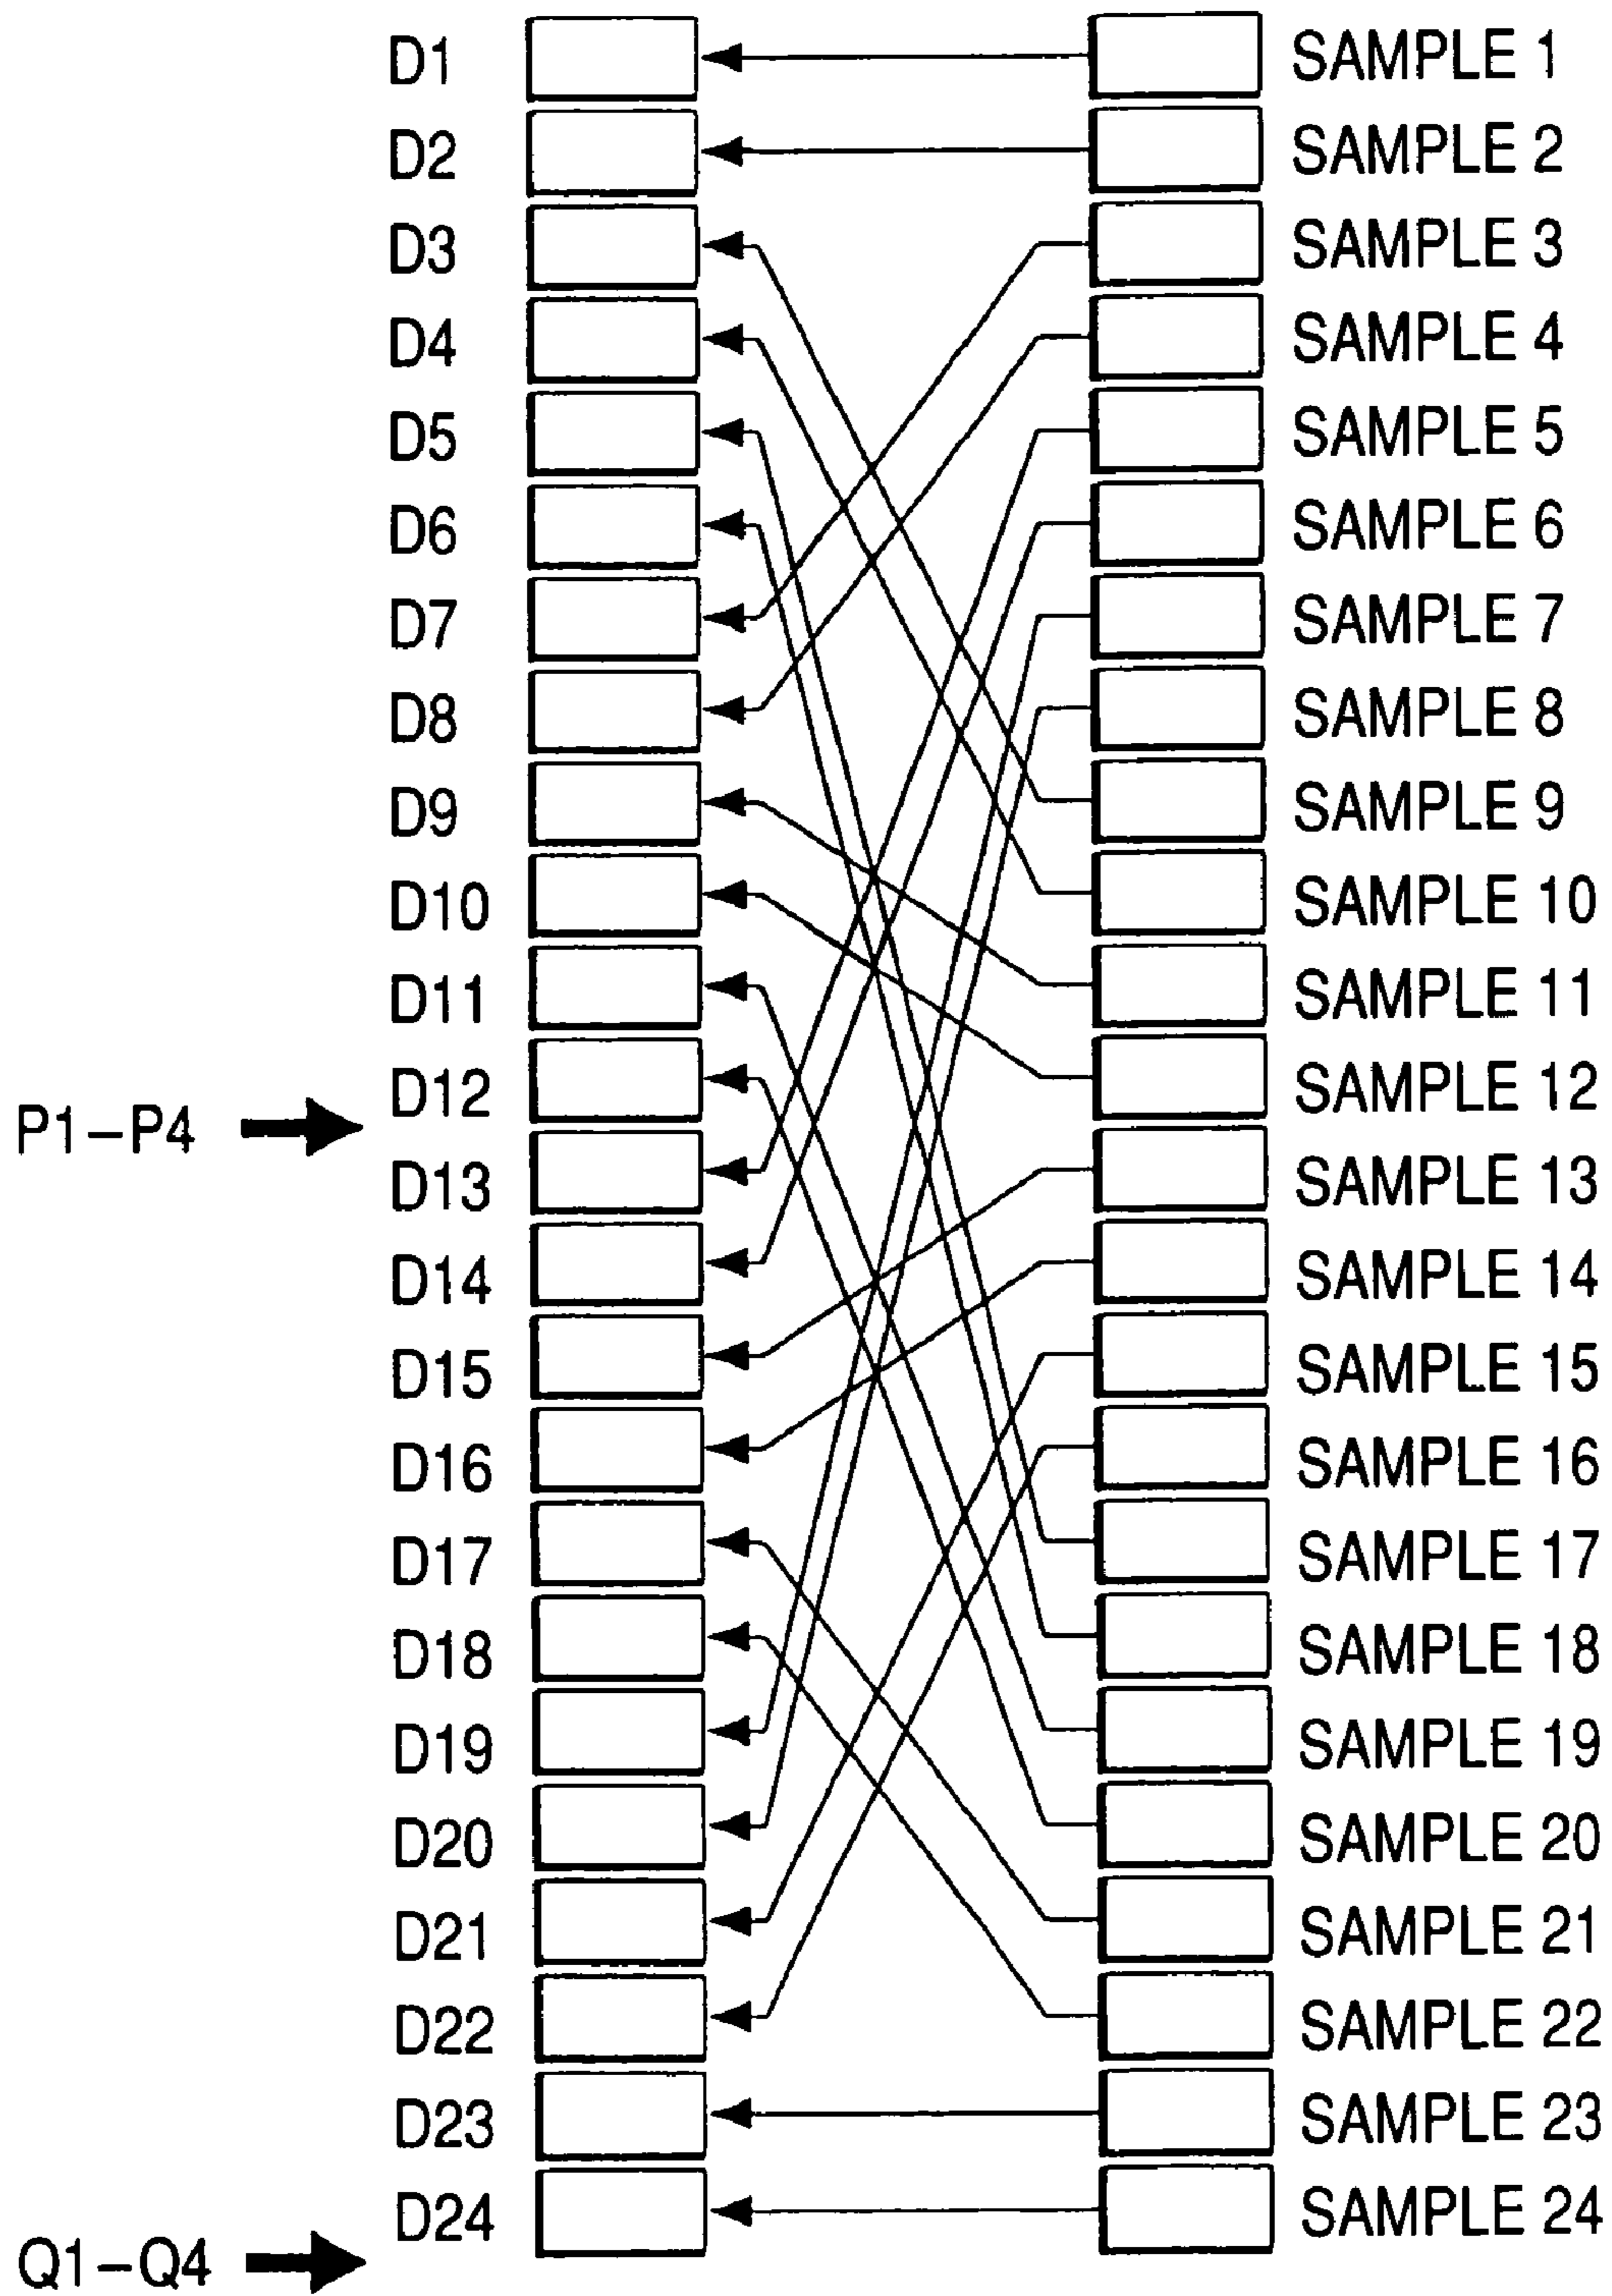 D1 SAMPLE 1
D2 SAMPLE 2
D3 SAMPLE 3
D4 SAMPLE 4
D5 SAMPLE 5
D6 SAMPLE 6
D7 SAMPLE 7
D8 SAMPLE 8
D9 SAMPLE 9
D10 SAMPLE 10
D11 SAMPLE 11
D12 SAMPLE 12
P1-P4
D13 SAMPLE 13
D14 SAMPLE 14
D15 SAMPLE 15
D16 SAMPLE 16
D17 SAMPLE 17
D18 SAMPLE 18
D19 SAMPLE 19
D20 SAMPLE 20
D21 SAMPLE 21
D22 SAMPLE 22
D23 SAMPLE 23
D24 SAMPLE 24
Q1-Q4